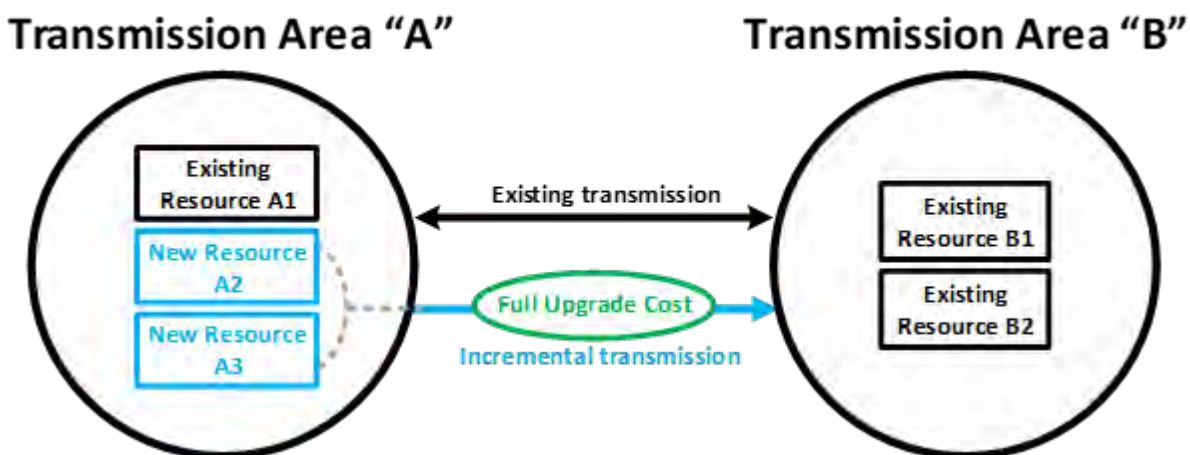 Transmission Area “A”
Transmission Area “B”
Existing
Resource A1
New Resource
A2
New Resource
A3
Existing transmission
Full Upgrade Cost
Incremental transmission
Existing
Resource B1
Existing
Resource B2